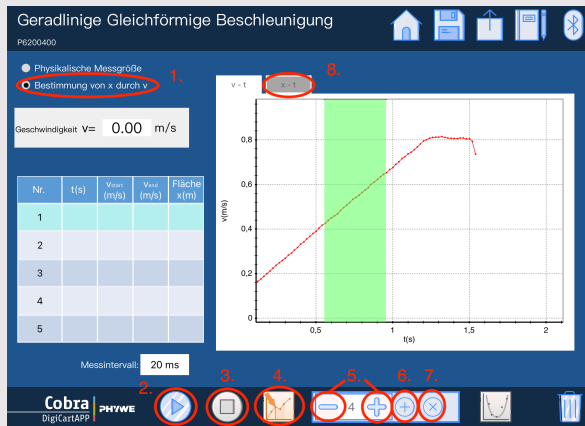 Geradlinige Gleichförmige Beschleunigung
P6200400
Physikalische Messgröße
1.
Bestimmung von x durch v
8.
v - t
x - t
Geschwindigkeit v= 0.00 m/s
Nr. t(s) vstart (m/s) vend (m/s) Fläche x(m)
1
2
3
4
5
v(m/s)
0,8
0,6
0,4
0,2
0
0,5 1 1,5 2
t(s)
Messintervall: 20 ms
2. 3. 4. 5. 6. 7.
4
Cobra
DigiCartAPP
PHYWE